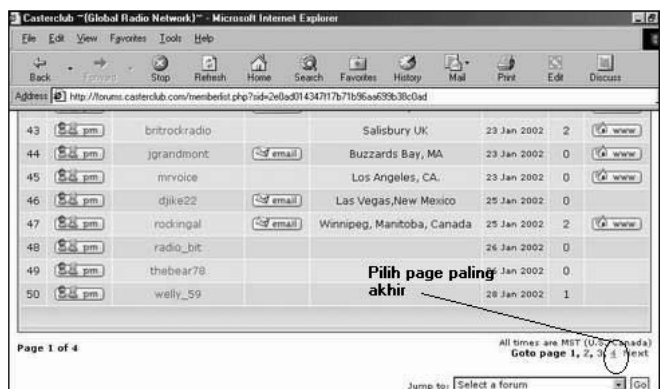 Casterclub ~(Global Radio Network)~ - Microsoft Internet Explorer
File Edit View Favorites Tools Help
Back Forward Stop Refresh Home Search Favorites History Mail Print Edit Discuss
Address http://forums.casterclub.com/memberlist.php?sid=2e0ad014347f17b71b96aa699b38c0ad
43 pm britrockradio Salisbury UK 23 Jan 2002 2 www
44 pm jgrandmont email Buzzards Bay, MA 23 Jan 2002 0 www
45 pm mrvoice Los Angeles, CA. 23 Jan 2002 0 www
46 pm djike22 email Las Vegas,New Mexico 25 Jan 2002 0
47 pm rockingal email Winnipeg, Manitoba, Canada 25 Jan 2002 2 www
48 pm radio_bit 26 Jan 2002 0
49 pm thebear78 26 Jan 2002 0
50 pm welly_59 28 Jan 2002 1
Pilih page paling
akhir
Page 1 of 4
All times are MST (U.S. Canada)
Goto page 1, 2, 3, 4 Next
Jump to: Select a forum Go